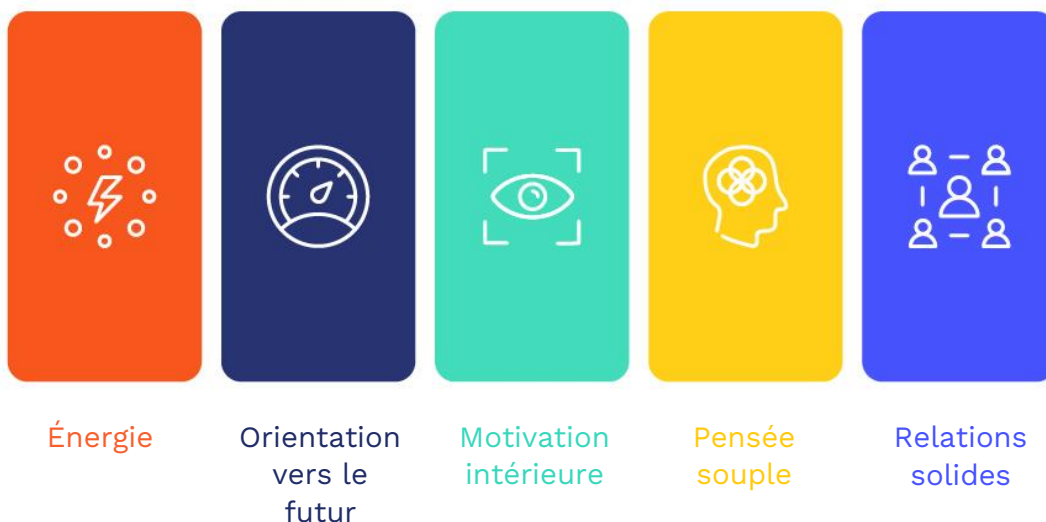 Énergie
Orientation
vers le
futur
Motivation
intérieure
Pensée
souple
Relations
solides